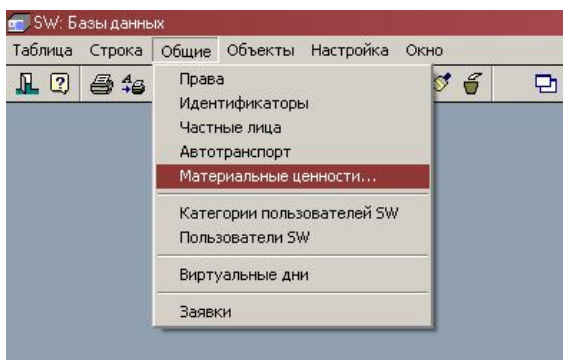 SW: Базы данных
Таблица Строка Общие Объекты Настройка Окно
Права
Идентификаторы
Частные лица
Автотранспорт
Материальные ценности...
Категории пользователей SW
Пользователи SW
Виртуальные дни
Заявки